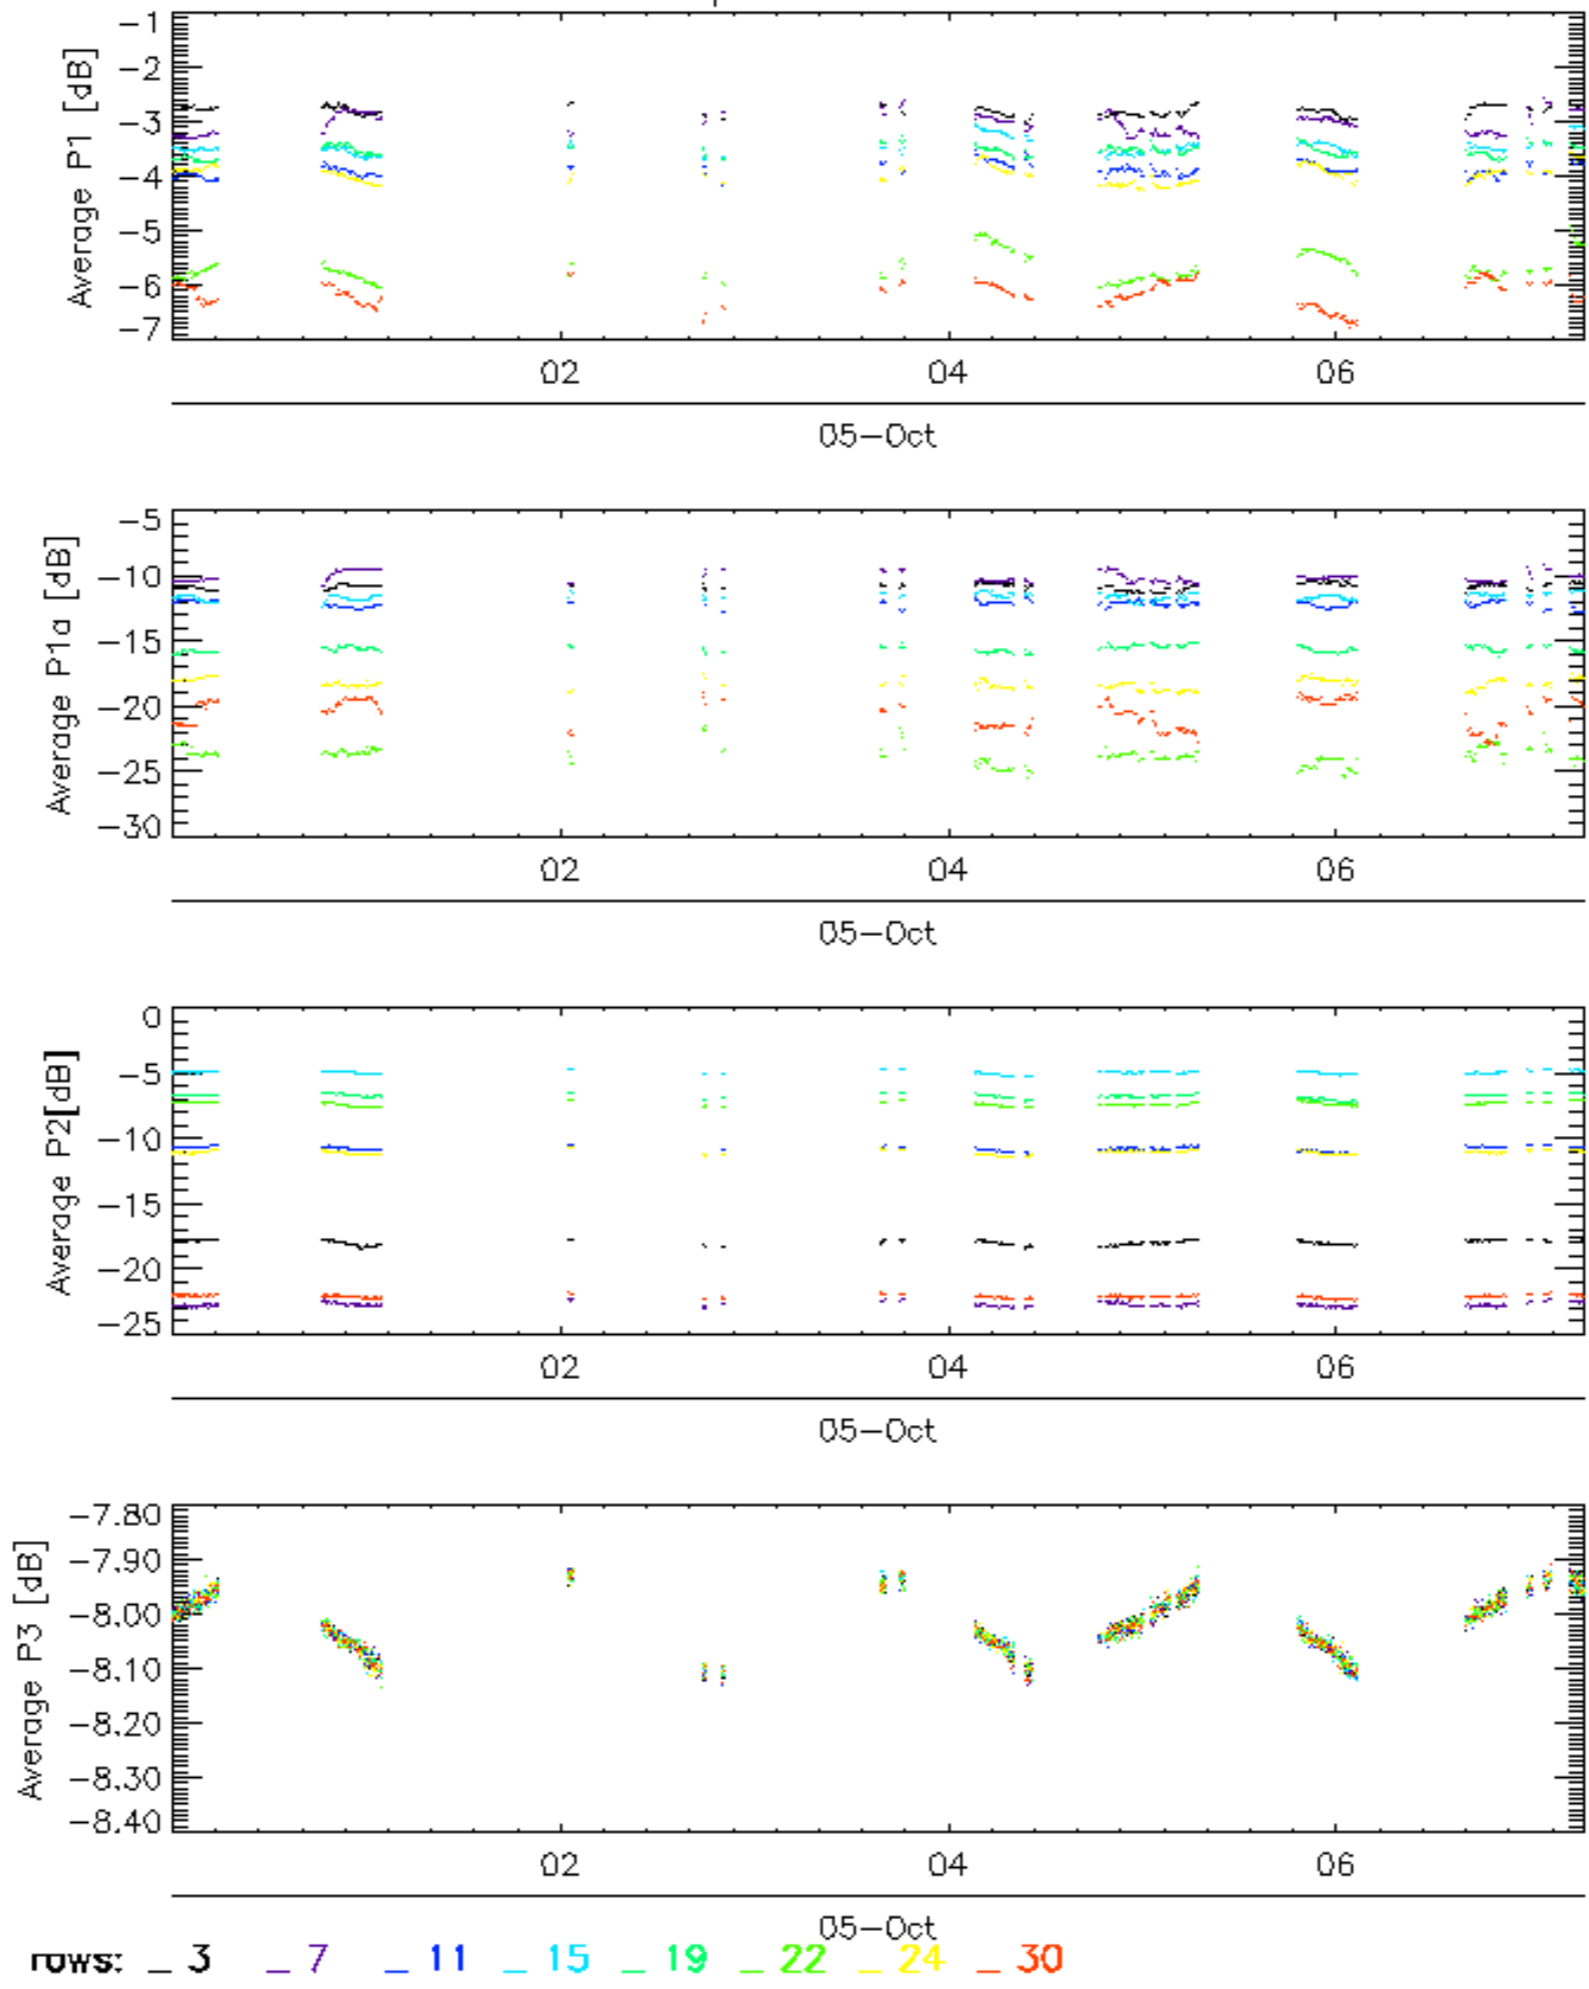 Average P1 [dB]
-1
-2
-3
-4
-5
-6
-7
02 04 06
05-Oct
Average P1a [dB]
-5
-10
-15
-20
-25
-30
02 04 06
05-Oct
Average P2[dB]
0
-5
-10
-15
-20
-25
02 04 06
05-Oct
Average P3 [dB]
-7.80
-7.90
-8.00
-8.10
-8.20
-8.30
-8.40
02 04 06
05-Oct
rows: _ 3 _ 7 _ 11 _ 15 _ 19 _ 22 _ 24 _ 30